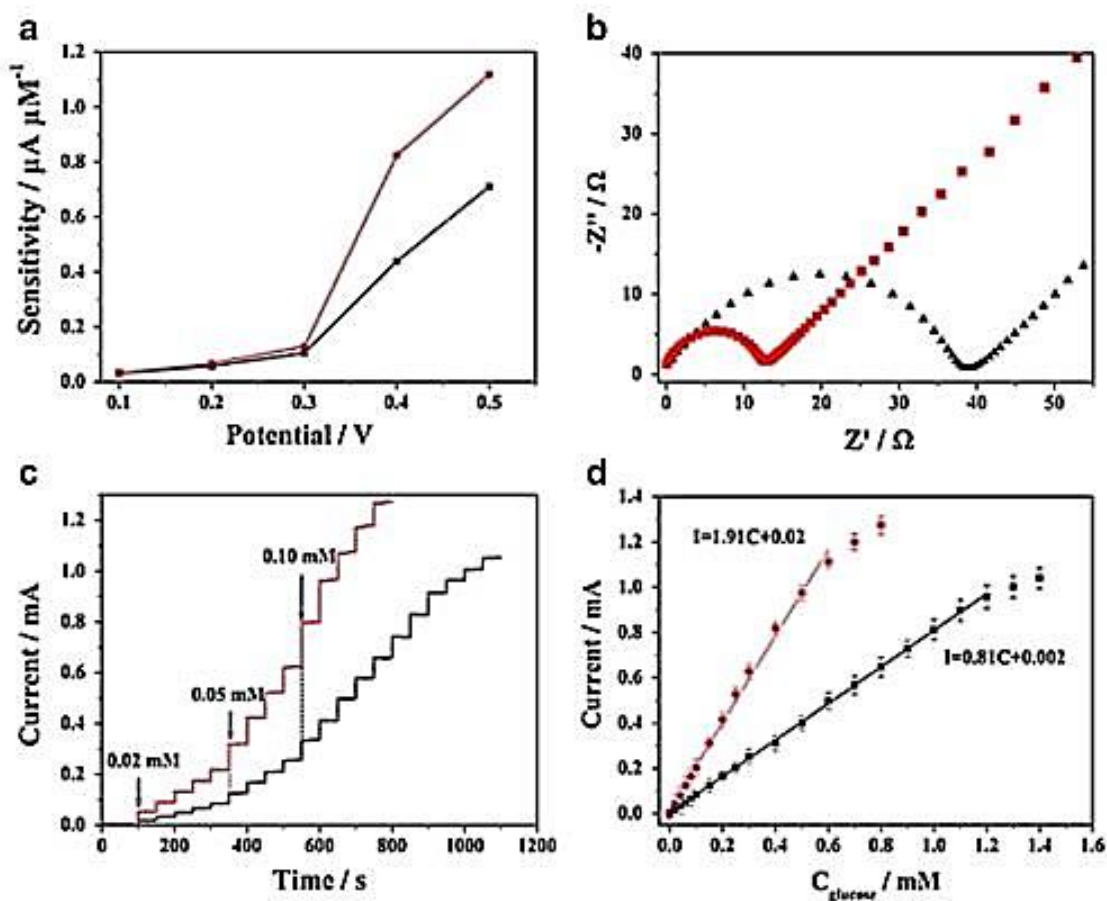 a
Sensitivity / µA µM⁻¹
1.2
1.0
0.8
0.6
0.4
0.2
0.0
0.1 0.2 0.3 0.4 0.5
Potential / V
b
-Z'' / Ω
40
30
20
10
0
0 10 20 30 40 50
Z' / Ω
c
Current / mA
1.2
1.0
0.8
0.6
0.4
0.2
0.0
0.10 mM
0.05 mM
0.02 mM
200 400 600 800 1000 1200
Time / s
d
Current / mA
1.4
1.2
1.0
0.8
0.6
0.4
0.2
0.0
I=1.91C+0.02
I=0.81C+0.002
0.0 0.2 0.4 0.6 0.8 1.0 1.2 1.4 1.6
C glucose / mM